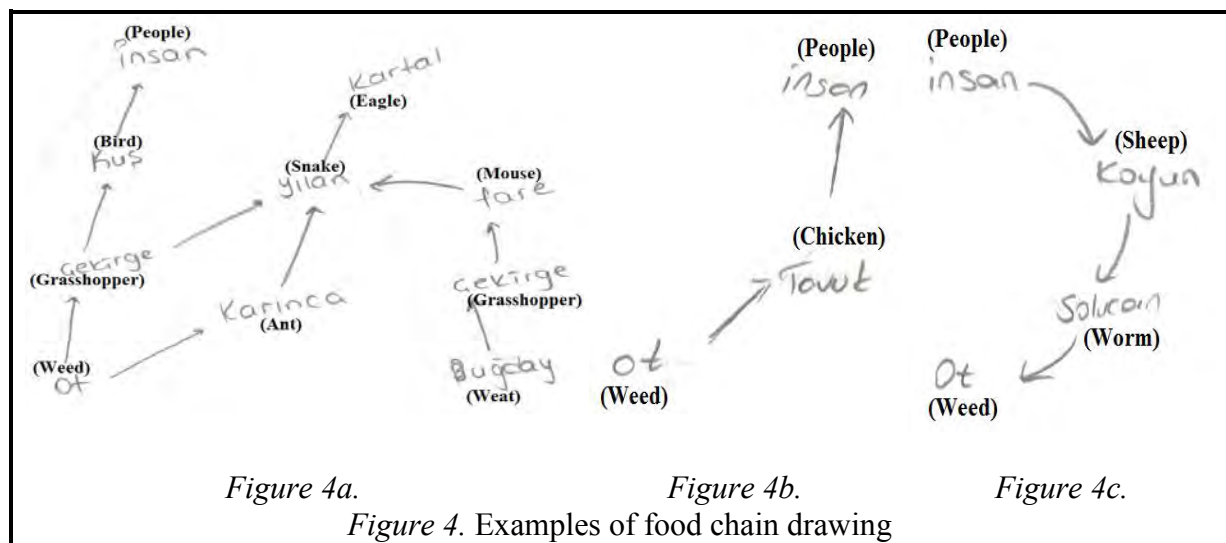 (People)
insan
Kartal
(Eagle)
(Bird)
Kuş
(Snake)
yılan
(Mouse)
fare
Çekirge
(Grasshopper)
Karınca
(Ant)
Çekirge
(Grasshopper)
(Weed)
Ot
Buğday
(Weat)
(People)
insan
(Chicken)
Tavuk
Ot
(Weed)
(People)
insan
(Sheep)
Koyun
Solucan
(Worm)
Ot
(Weed)
Figure 4a.
Figure 4b.
Figure 4c.
Figure 4. Examples of food chain drawing